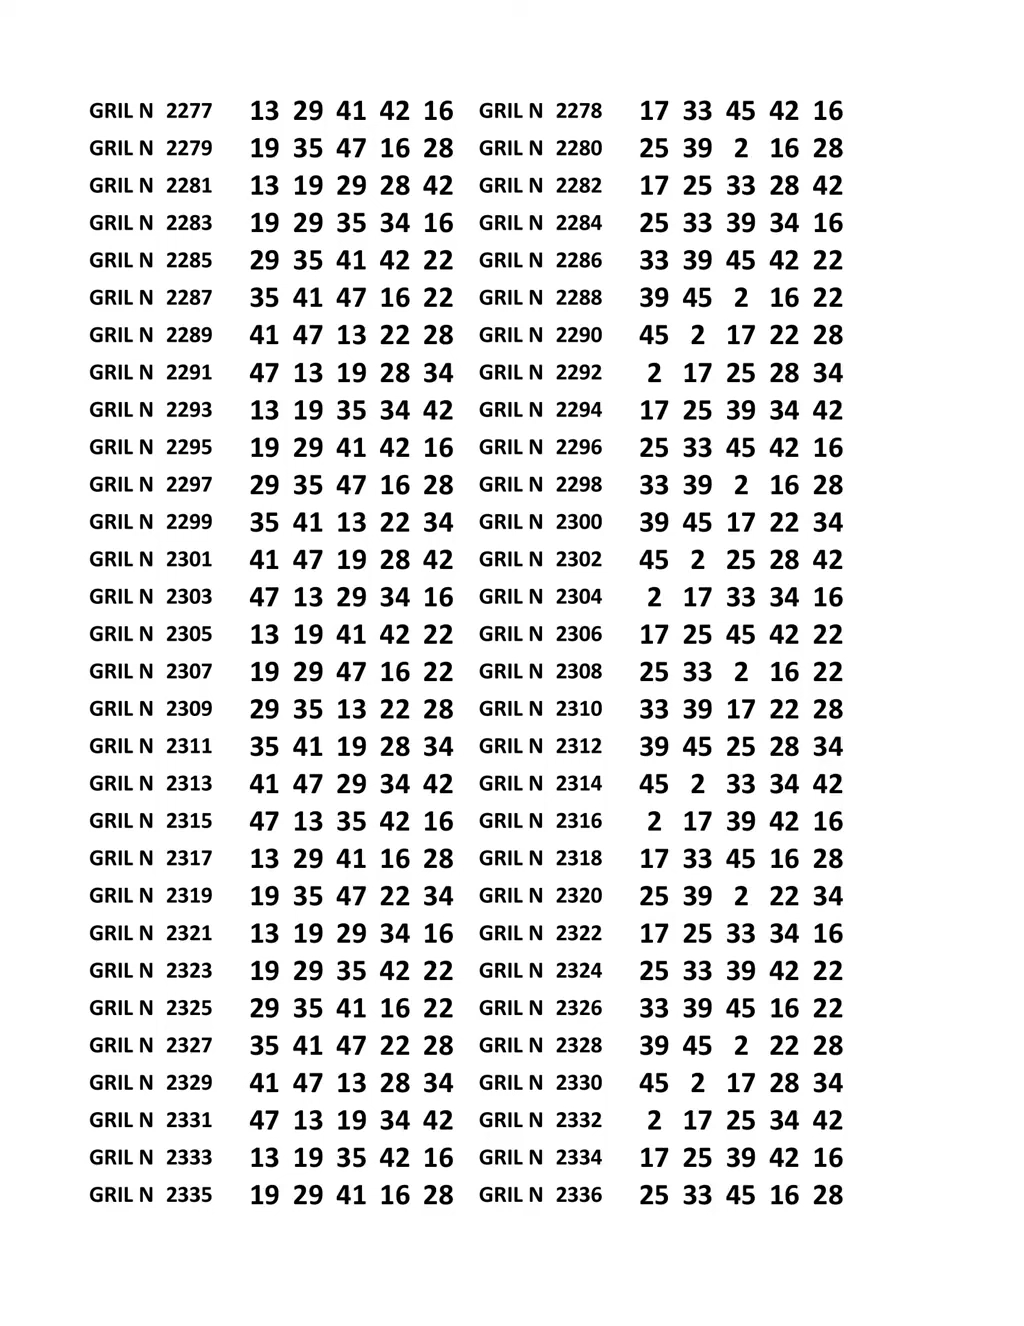 GRIL N 2277 13 29 41 42 16 GRIL N 2278 17 33 45 42 16
GRIL N 2279 19 35 47 16 28 GRIL N 2280 25 39 2 16 28
GRIL N 2281 13 19 29 28 42 GRIL N 2282 17 25 33 28 42
GRIL N 2283 19 29 35 34 16 GRIL N 2284 25 33 39 34 16
GRIL N 2285 29 35 41 42 22 GRIL N 2286 33 39 45 42 22
GRIL N 2287 35 41 47 16 22 GRIL N 2288 39 45 2 16 22
GRIL N 2289 41 47 13 22 28 GRIL N 2290 45 2 17 22 28
GRIL N 2291 47 13 19 28 34 GRIL N 2292 2 17 25 28 34
GRIL N 2293 13 19 35 34 42 GRIL N 2294 17 25 39 34 42
GRIL N 2295 19 29 41 42 16 GRIL N 2296 25 33 45 42 16
GRIL N 2297 29 35 47 16 28 GRIL N 2298 33 39 2 16 28
GRIL N 2299 35 41 13 22 34 GRIL N 2300 39 45 17 22 34
GRIL N 2301 41 47 19 28 42 GRIL N 2302 45 2 25 28 42
GRIL N 2303 47 13 29 34 16 GRIL N 2304 2 17 33 34 16
GRIL N 2305 13 19 41 42 22 GRIL N 2306 17 25 45 42 22
GRIL N 2307 19 29 47 16 22 GRIL N 2308 25 33 2 16 22
GRIL N 2309 29 35 13 22 28 GRIL N 2310 33 39 17 22 28
GRIL N 2311 35 41 19 28 34 GRIL N 2312 39 45 25 28 34
GRIL N 2313 41 47 29 34 42 GRIL N 2314 45 2 33 34 42
GRIL N 2315 47 13 35 42 16 GRIL N 2316 2 17 39 42 16
GRIL N 2317 13 29 41 16 28 GRIL N 2318 17 33 45 16 28
GRIL N 2319 19 35 47 22 34 GRIL N 2320 25 39 2 22 34
GRIL N 2321 13 19 29 34 16 GRIL N 2322 17 25 33 34 16
GRIL N 2323 19 29 35 42 22 GRIL N 2324 25 33 39 42 22
GRIL N 2325 29 35 41 16 22 GRIL N 2326 33 39 45 16 22
GRIL N 2327 35 41 47 22 28 GRIL N 2328 39 45 2 22 28
GRIL N 2329 41 47 13 28 34 GRIL N 2330 45 2 17 28 34
GRIL N 2331 47 13 19 34 42 GRIL N 2332 2 17 25 34 42
GRIL N 2333 13 19 35 42 16 GRIL N 2334 17 25 39 42 16
GRIL N 2335 19 29 41 16 28 GRIL N 2336 25 33 45 16 28